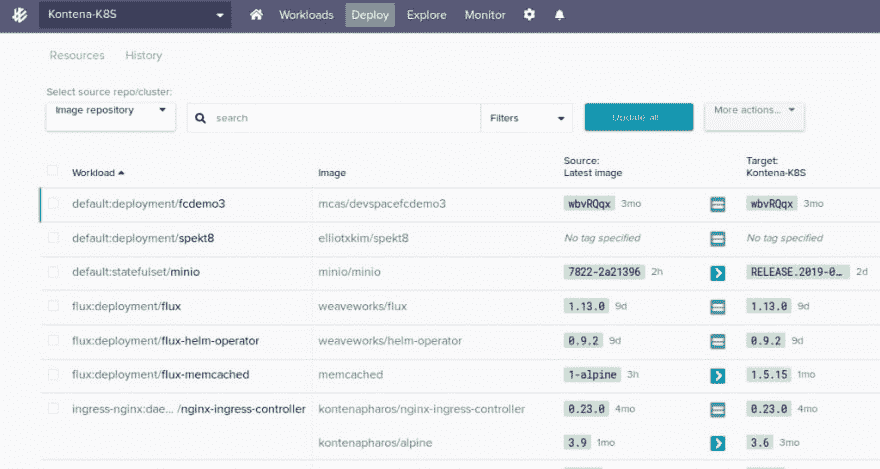 Kontena-K8S Workloads Deploy Explore Monitor
Resources History
Select source repo/cluster:
Image repository search Filters Update all More actions...
Workload Image Source: Latest image Target: Kontena-K8S
default:deployment/fcdemo3 mcas/devspacefcdemo3 wbvRQqx 3mo wbvRQqx 3mo
default:deployment/spekt8 elliotxkim/spekt8 No tag specified No tag specified
default:statefulset/minio minio/minio 7822-2a21396 2h RELEASE.2019-0… 2d
flux:deployment/flux weaveworks/flux 1.13.0 9d 1.13.0 9d
flux:deployment/flux-helm-operator weaveworks/helm-operator 0.9.2 9d 0.9.2 9d
flux:deployment/flux-memcached memcached 1-alpine 3h 1.5.15 1mo
ingress-nginx:dae… /nginx-ingress-controller kontenapharos/nginx-ingress-controller 0.23.0 4mo 0.23.0 4mo
kontenapharos/alpine 3.9 1mo 3.6 3mo